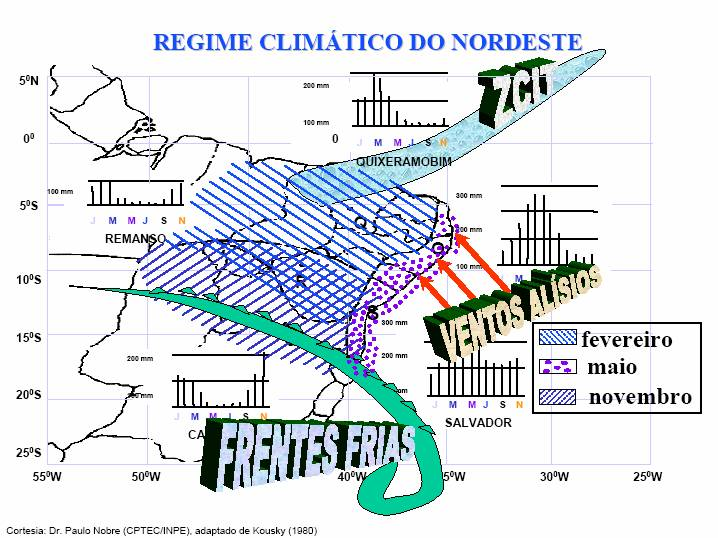 REGIME CLIMÁTICO DO NORDESTE
5⁰N
0⁰
5⁰S
10⁰S
15⁰S
20⁰S
25⁰S
200 mm
100 mm
0
J M M J S N
QUIXERAMOBIM
ZCIT
100 mm
J M M J S N
REMANSO
300 mm
100 mm
M
R
Q
S
VENTOS ALÍSIOS
300 mm
200 mm
J M M J S N
SALVADOR
200 mm
J M M J S N
FRENTES FRIAS
fevereiro
maio
novembro
55⁰W
50⁰W
40⁰W
30⁰W
25⁰W
Cortesia: Dr. Paulo Nobre (CPTEC/INPE), adaptado de Kousky (1980)